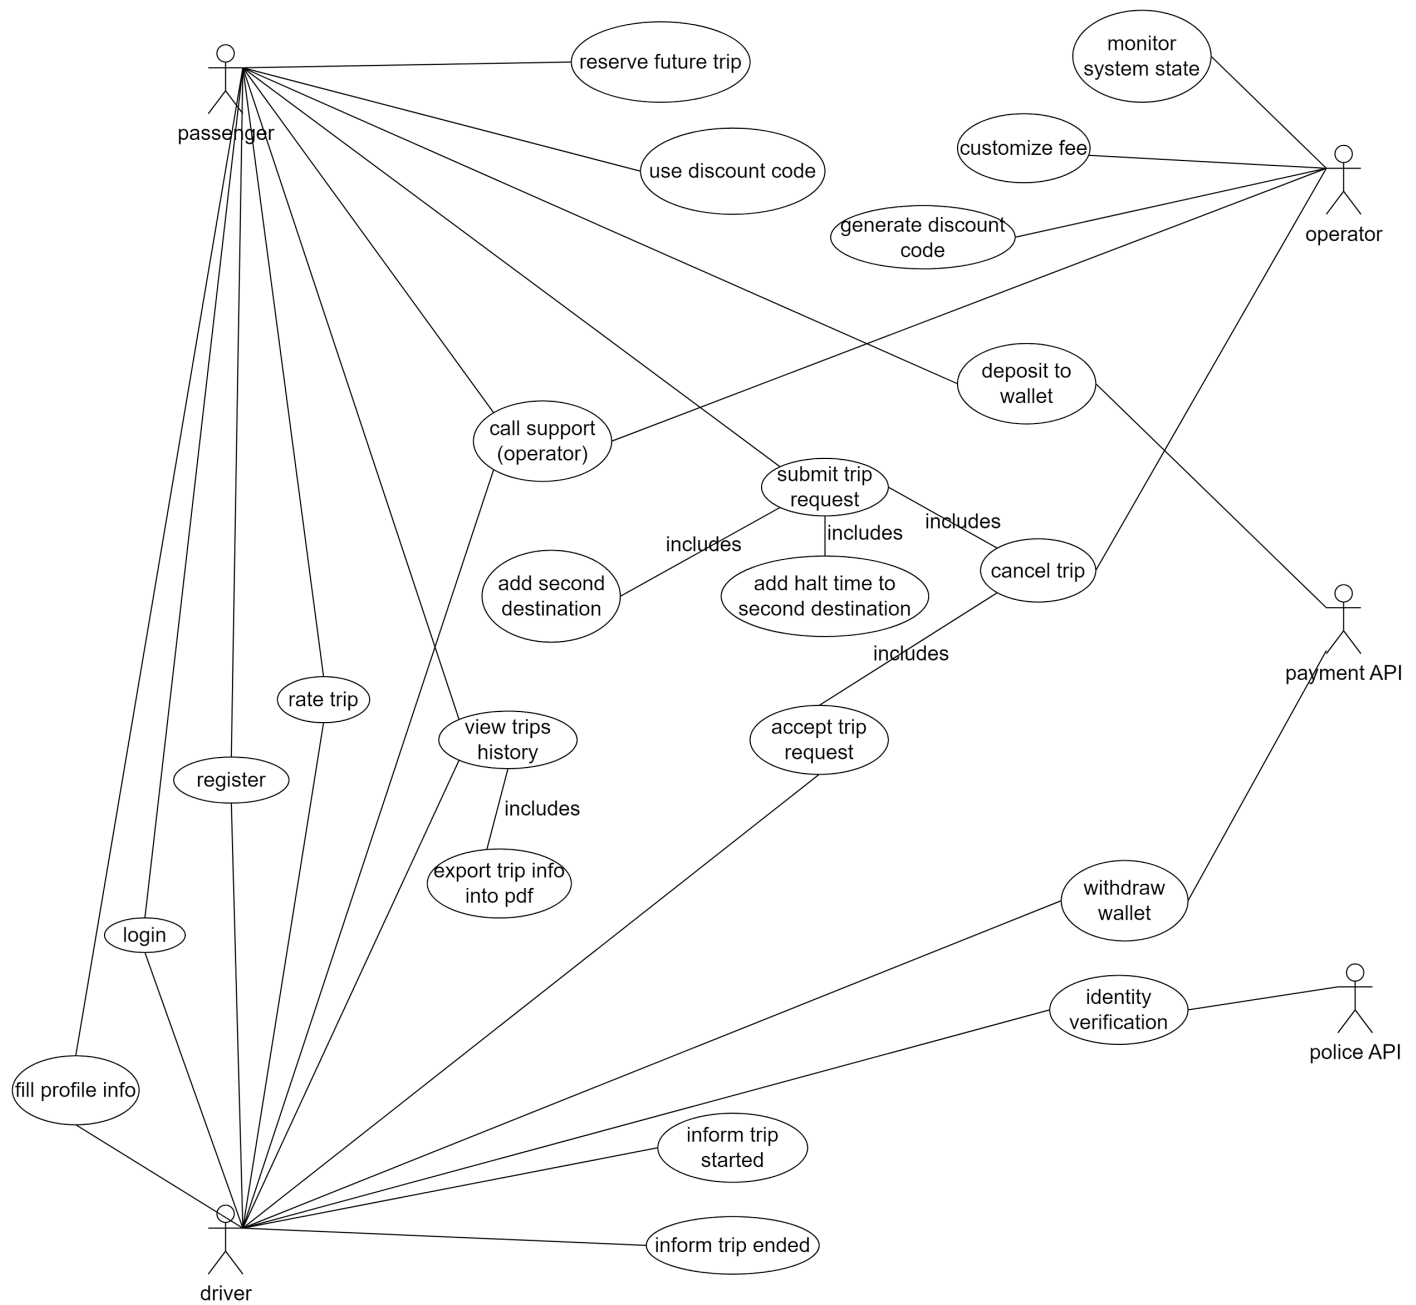 monitor
system state
reserve future trip
passenger
customize fee
use discount code
generate discount
code
operator
deposit to
wallet
call support
(operator)
submit trip
request
includes
includes
includes
cancel trip
add second
destination
add halt time to
second destination
includes
payment API
rate trip
view trips
history
accept trip
request
register
includes
export trip info
into pdf
withdraw
wallet
login
identity
verification
police API
fill profile info
inform trip
started
inform trip ended
driver